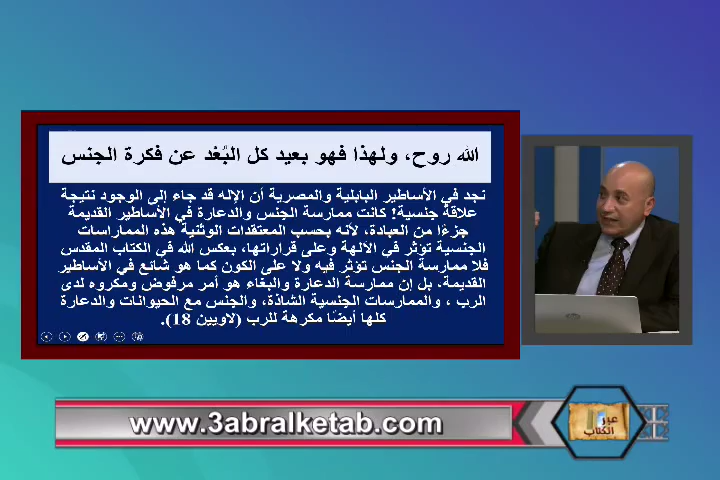 الله روح، ولهذا فهو بعيد كل البُعْد عن فكرة الجنس
نجد في الأساطير البابلية والمصرية أن الإله قد جاء إلى الوجود نتيجة
علاقة جنسية! كانت ممارسة الجنس والدعارة في الأساطير القديمة
جزءًا من العبادة، لأنه بحسب المعتقدات الوثنية هذه الممارسات
الجنسية تؤثر في الآلهة وعلى قراراتها، بعكس الله في الكتاب المقدس
فلا ممارسة الجنس تؤثر فيه ولا على الكون كما هو شائع في الأساطير
القديمة، بل إن ممارسة الدعارة والبغاء هو أمر مرفوض ومكروه لدى
الرب ، والممارسات الجنسية الشاذة، والجنس مع الحيوانات والدعارة
كلها أيضًا مكرهة للرب (لاويين 18).
www.3abralketab.com
عبر
الكتاب